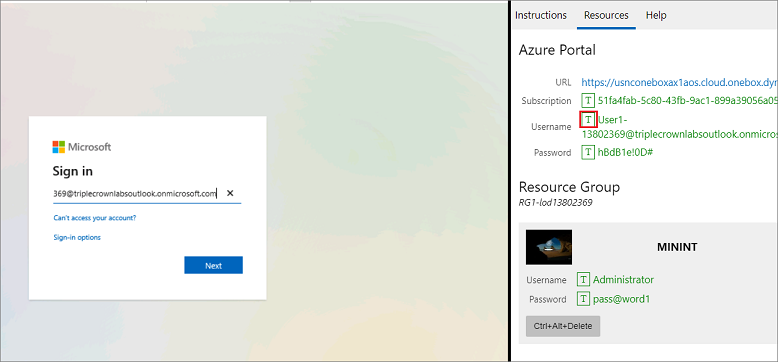 Microsoft
Sign in
369@triplecrownlabsoutlook.onmicrosoft.com
Can't access your account?
Sign-in options
Next
Instructions Resources Help
Azure Portal
URL https://usnconeboxax1aos.cloud.onebox.dyn
Subscription T 51fa4fab-5c80-43fb-9ac1-899a39056a05
Username T User1-
13802369@triplecrownlabsoutlook.onmicros
Password T hBdB1e!0D#
Resource Group
RG1-lod13802369
MININT
Username T Administrator
Password T pass@word1
Ctrl+Alt+Delete